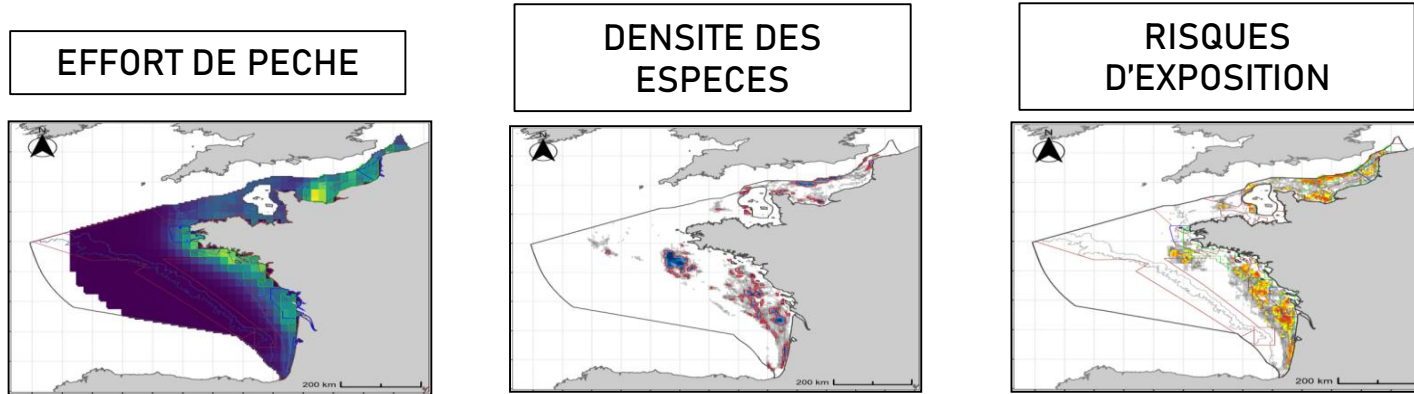 EFFORT DE PECHE
DENSITE DES
ESPECES
RISQUES
D'EXPOSITION
N
200 km
N
200 km
N
200 km